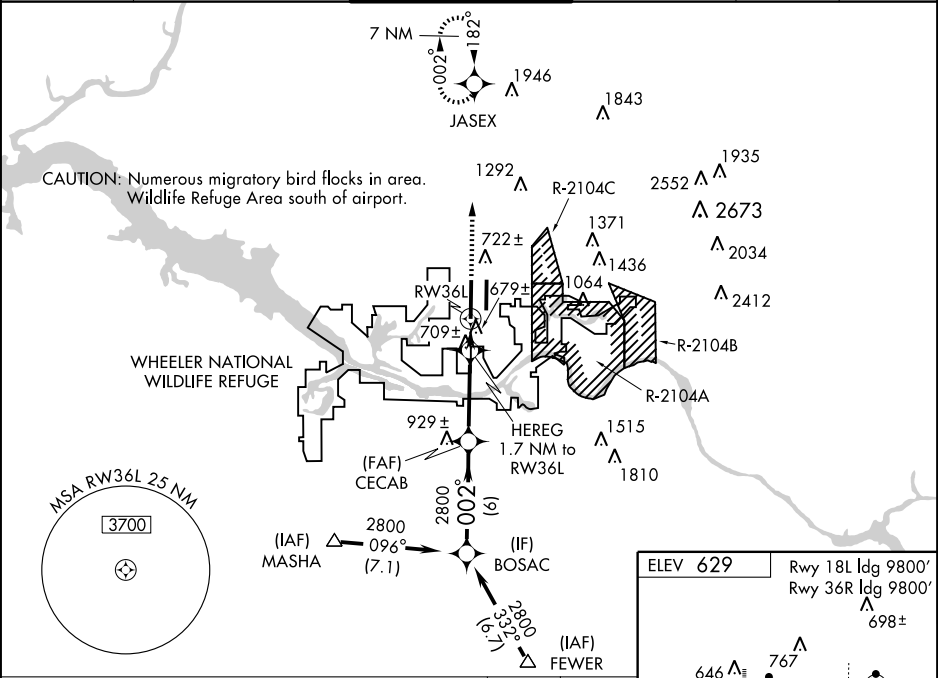 7 NM
182°
002°
JASEX
1946
1843
CAUTION: Numerous migratory bird flocks in area.
Wildlife Refuge Area south of airport.
1292
R-2104C
1935
2552
2673
722±
1371
1436
2034
RW36L
679±
1064
2412
709±
R-2104B
WHEELER NATIONAL
WILDLIFE REFUGE
R-2104A
929±
HEREG
1.7 NM to
RW36L
1515
1810
(FAF)
CECAB
MSA RW36L 25 NM
3700
2800
002°
(6)
(IAF)
MASHA
2800
096°
(7.1)
(IF)
BOSAC
2800
332°
(6.7)
(IAF)
FEWER
ELEV 629
Rwy 18L ldg 9800'
Rwy 36R ldg 9800'
698±
767
646